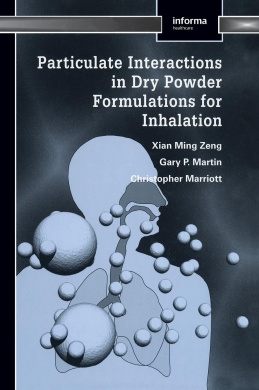 informa
healthcare
Particulate Interactions
in Dry Powder
Formulations for
Inhalation
Xian Ming Zeng
Gary P. Martin
Christopher Marriott